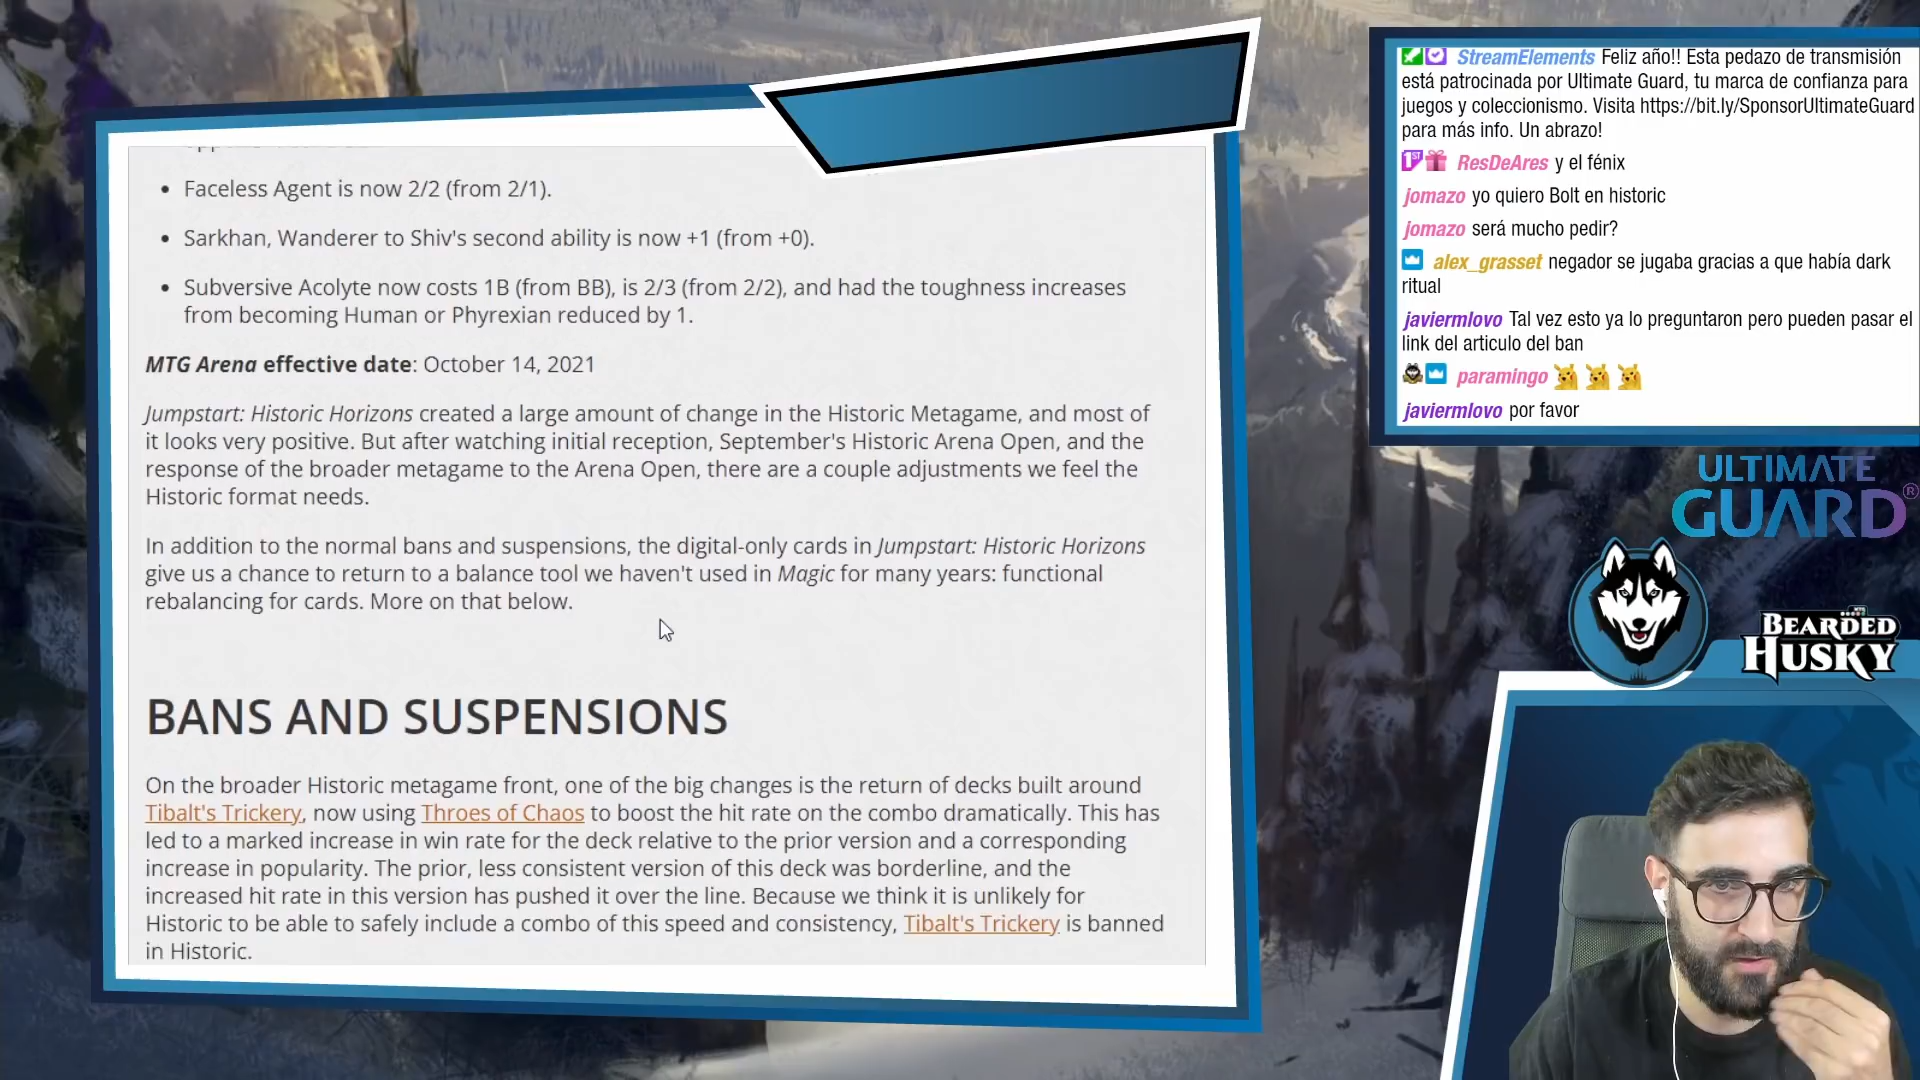 Faceless Agent is now 2/2 (from 2/1).
Sarkhan, Wanderer to Shiv's second ability is now +1 (from +0).
Subversive Acolyte now costs 1B (from BB), is 2/3 (from 2/2), and had the toughness increases
from becoming Human or Phyrexian reduced by 1.
MTG Arena effective date: October 14, 2021
Jumpstart: Historic Horizons created a large amount of change in the Historic Metagame, and most of
it looks very positive. But after watching initial reception, September's Historic Arena Open, and the
response of the broader metagame to the Arena Open, there are a couple adjustments we feel the
Historic format needs.
In addition to the normal bans and suspensions, the digital-only cards in Jumpstart: Historic Horizons
give us a chance to return to a balance tool we haven't used in Magic for many years: functional
rebalancing for cards. More on that below.
BANS AND SUSPENSIONS
On the broader Historic metagame front, one of the big changes is the return of decks built around
Tibalt's Trickery, now using Throes of Chaos to boost the hit rate on the combo dramatically. This has
led to a marked increase in win rate for the deck relative to the prior version and a corresponding
increase in popularity. The prior, less consistent version of this deck was borderline, and the
increased hit rate in this version has pushed it over the line. Because we think it is unlikely for
Historic to be able to safely include a combo of this speed and consistency, Tibalt's Trickery is banned
in Historic.
StreamElements Feliz año!! Esta pedazo de transmisión
está patrocinada por Ultimate Guard, tu marca de confianza para
juegos y coleccionismo. Visita https://bit.ly/SponsorUltimateGuard
para más info. Un abrazo!
1ST ResDeAres y el fénix
jomazo yo quiero Bolt en historic
jomazo será mucho pedir?
alex_grasset negador se jugaba gracias a que había dark
ritual
javiermlovo Tal vez esto ya lo preguntaron pero pueden pasar el
link del articulo del ban
paramingo
javiermlovo por favor
ULTIMATE
GUARD®
BEARDED
HUSKY